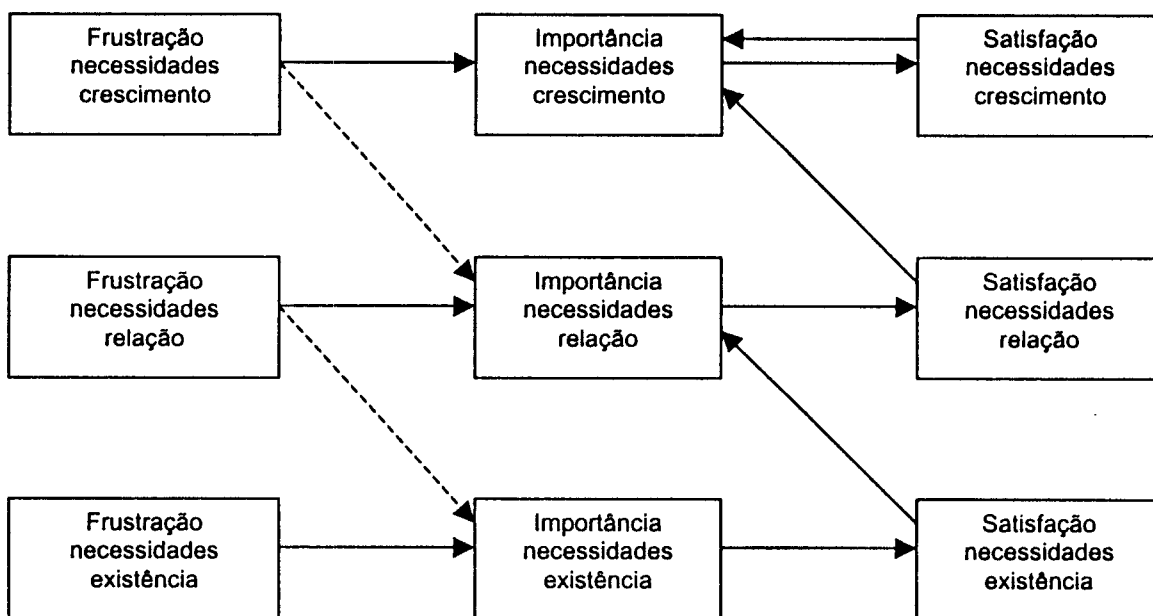 Frustração
necessidades
crescimento
Importância
necessidades
crescimento
Satisfação
necessidades
crescimento
Frustração
necessidades
relação
Importância
necessidades
relação
Satisfação
necessidades
relação
Frustração
necessidades
existência
Importância
necessidades
existência
Satisfação
necessidades
existência